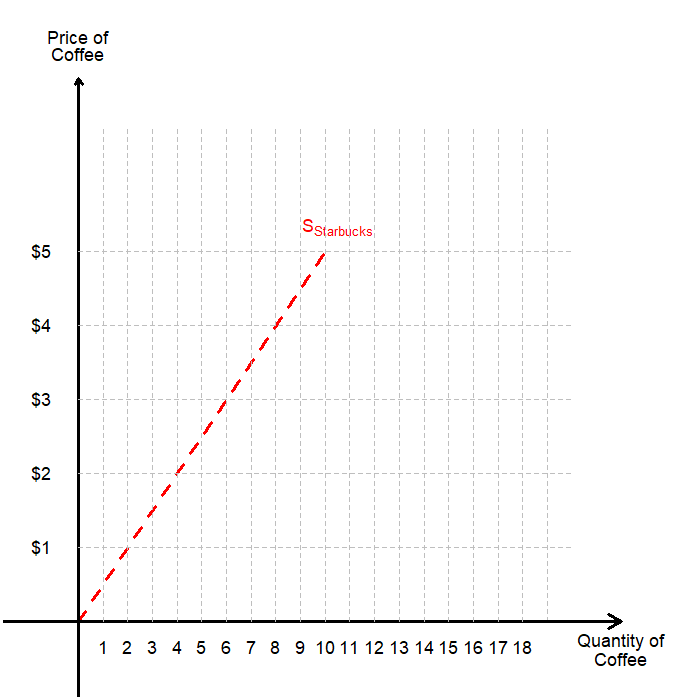 Price of
Coffee
S Starbucks
$5
$4
$3
$2
$1
1 2 3 4 5 6 7 8 9 10 11 12 13 14 15 16 17 18
Quantity of
Coffee